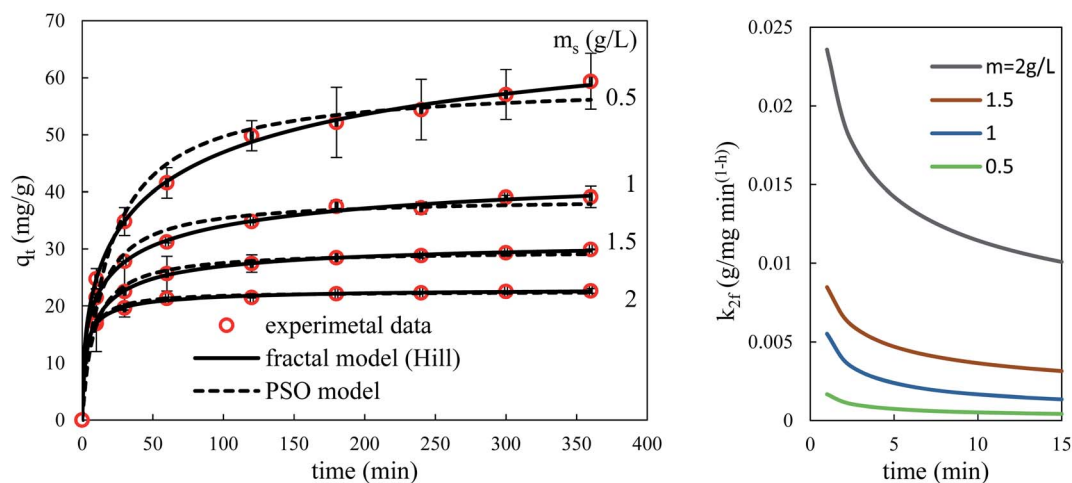 70
60
50
40
30
20
10
0
q_t (mg/g)
m_s (g/L)
0.5
1
1.5
2
experimetal data
fractal model (Hill)
PSO model
0 50 100 150 200 250 300 350 400
time (min)
0.025
0.02
0.015
0.01
0.005
0
k_2f (g/mg min^(1-h))
m=2g/L
1.5
1
0.5
0 5 10 15
time (min)